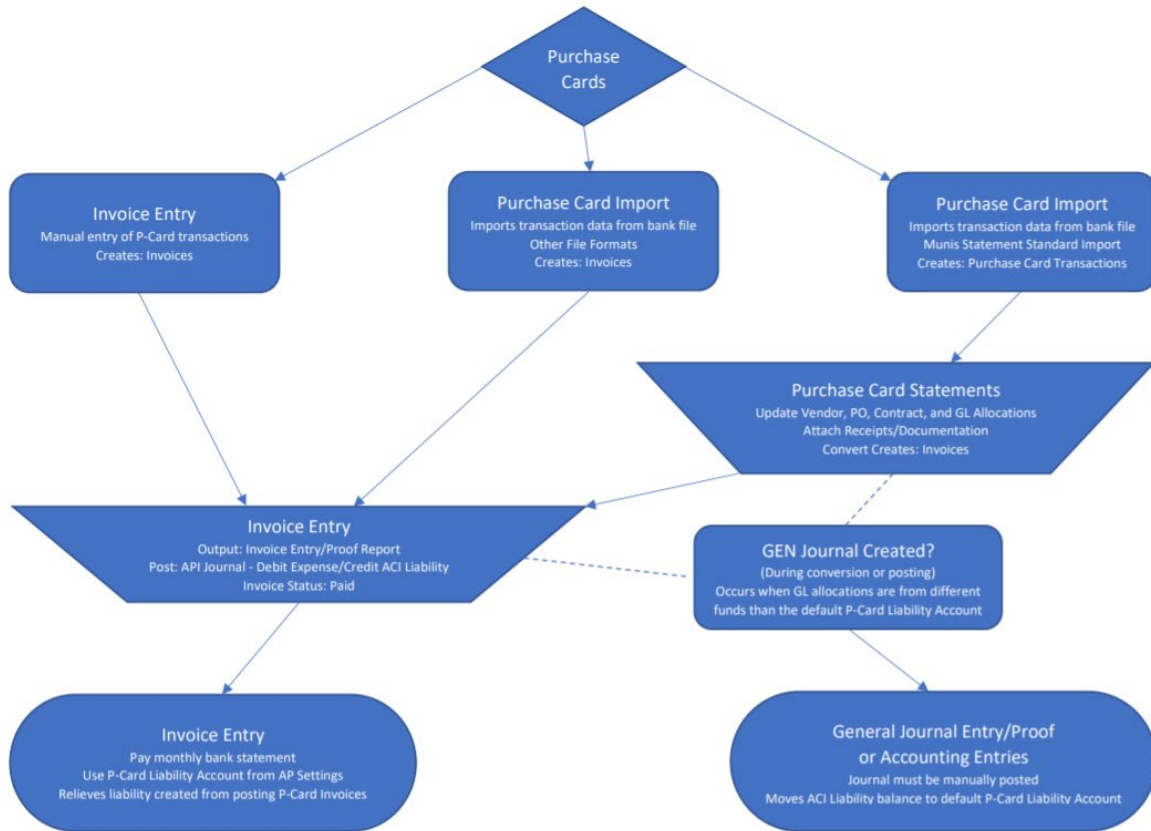 Purchase
Cards
Invoice Entry
Manual entry of P-Card transactions
Creates: Invoices
Purchase Card Import
Imports transaction data from bank file
Other File Formats
Creates: Invoices
Purchase Card Import
Imports transaction data from bank file
Munis Statement Standard Import
Creates: Purchase Card Transactions
Purchase Card Statements
Update Vendor, PO, Contract, and GL Allocations
Attach Receipts/Documentation
Convert Creates: Invoices
Invoice Entry
Output: Invoice Entry/Proof Report
Post: API Journal - Debit Expense/Credit ACI Liability
Invoice Status: Paid
GEN Journal Created?
(During conversion or posting)
Occurs when GL allocations are from different
funds than the default P-Card Liability Account
Invoice Entry
Pay monthly bank statement
Use P-Card Liability Account from AP Settings
Relieves liability created from posting P-Card Invoices
General Journal Entry/Proof
or Accounting Entries
Journal must be manually posted
Moves ACI Liability balance to default P-Card Liability Account